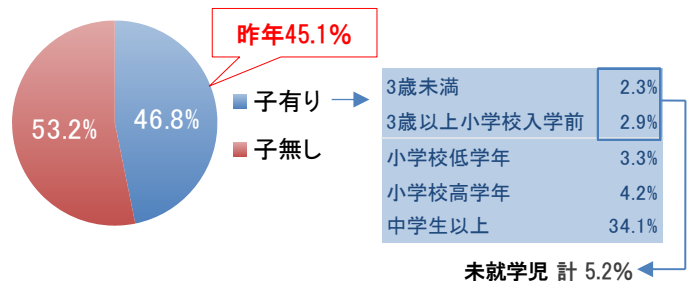 昨年45.1%
53.2%
46.8%
子有り
子無し
3歳未満 2.3%
3歳以上小学校入学前 2.9%
小学校低学年 3.3%
小学校高学年 4.2%
中学生以上 34.1%
未就学児 計 5.2%